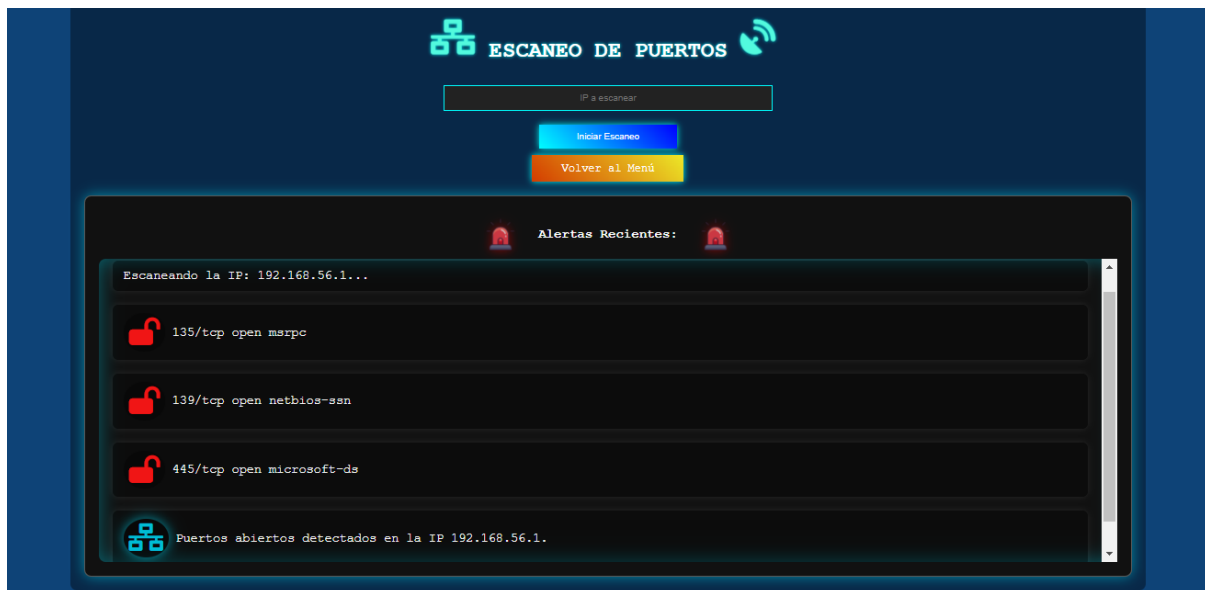 ESCANEO DE PUERTOS
IP a escanear
Iniciar Escaneo
Volver al Menú
Alertas Recientes:
Escaneando la IP: 192.168.56.1...
135/tcp open msrpc
139/tcp open netbios-ssn
445/tcp open microsoft-ds
Puertos abiertos detectados en la IP 192.168.56.1.